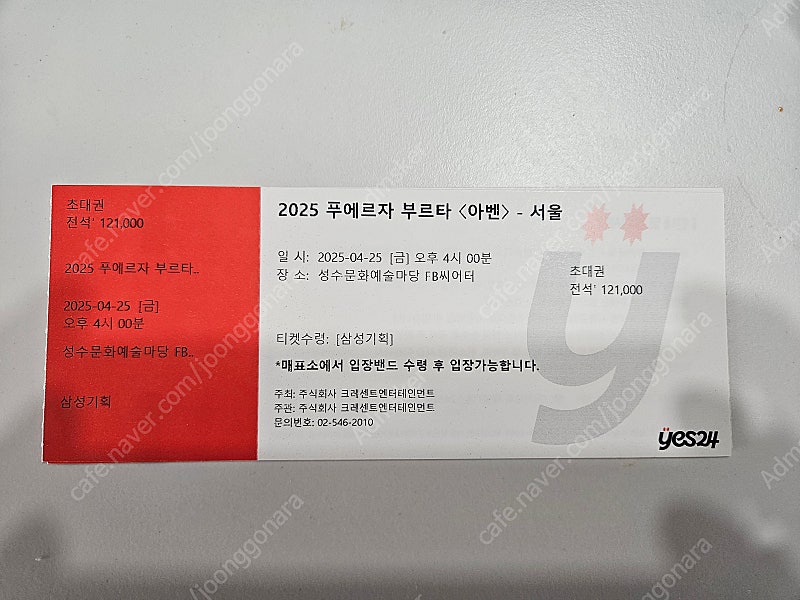 초대권
전석' 121,000
2025 푸에르자 부르타..
2025-04-25 [금]
오후 4시 00분
성수문화예술마당 FB..
삼성기획
2025 푸에르자 부르타 <아벤> - 서울
일 시: 2025-04-25 [금] 오후 4시 00분
장 소: 성수문화예술마당 FB씨어터
초대권
전석' 121,000
티켓수령: [삼성기획]
*매표소에서 입장밴드 수령 후 입장가능합니다.
주최: 주식회사 크레센트엔터테인먼트
주관: 주식회사 크레센트엔터테인먼트
문의번호: 02-546-2010
yes24
cafe.naver.com/joonggonara